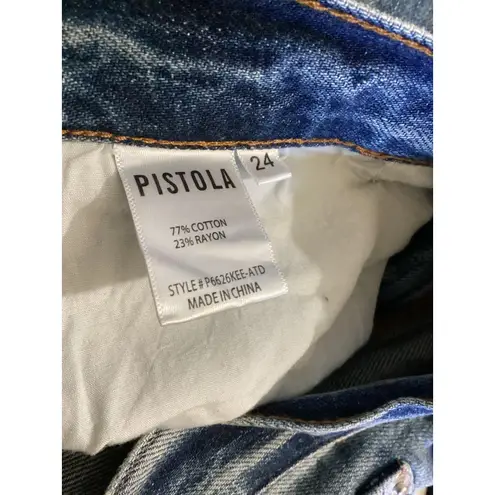 PISTOLA
24
77% COTTON
23% RAYON
STYLE # P6626KEE-ATD
MADE IN CHINA